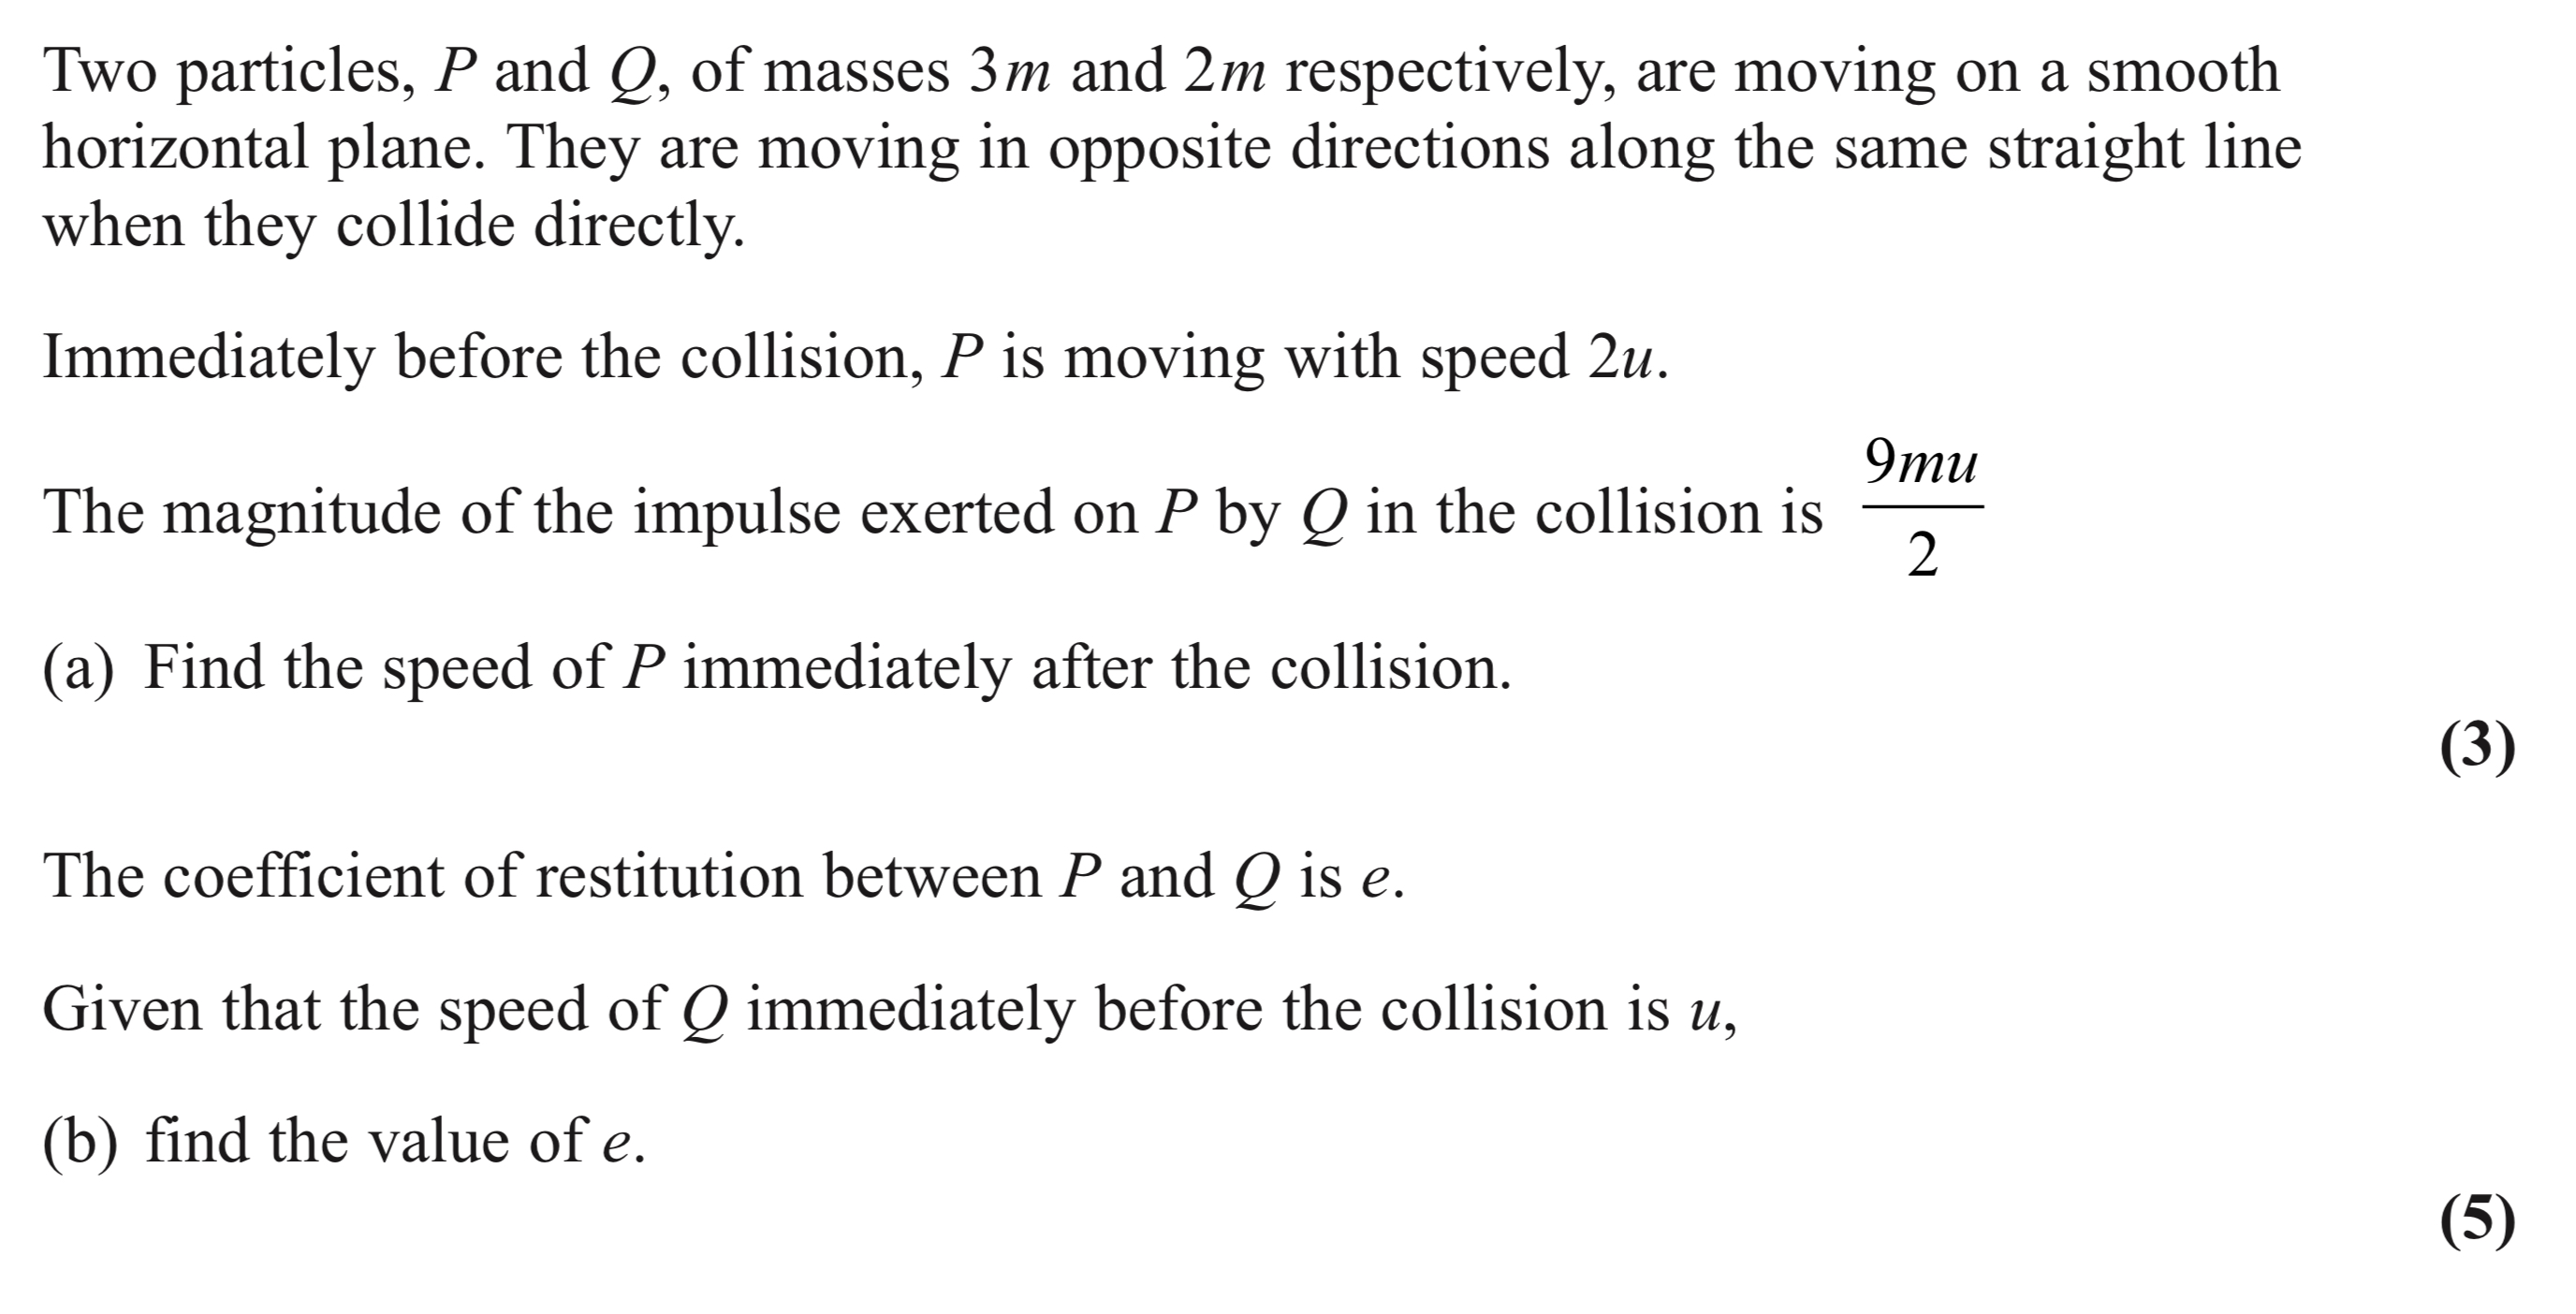 Two particles, P and Q, of masses 3m and 2m respectively, are moving on a smooth
horizontal plane. They are moving in opposite directions along the same straight line
when they collide directly.
Immediately before the collision, P is moving with speed 2u.
The magnitude of the impulse exerted on P by Q in the collision is 9mu/2
(a) Find the speed of P immediately after the collision.
(3)
The coefficient of restitution between P and Q is e.
Given that the speed of Q immediately before the collision is u,
(b) find the value of e.
(5)